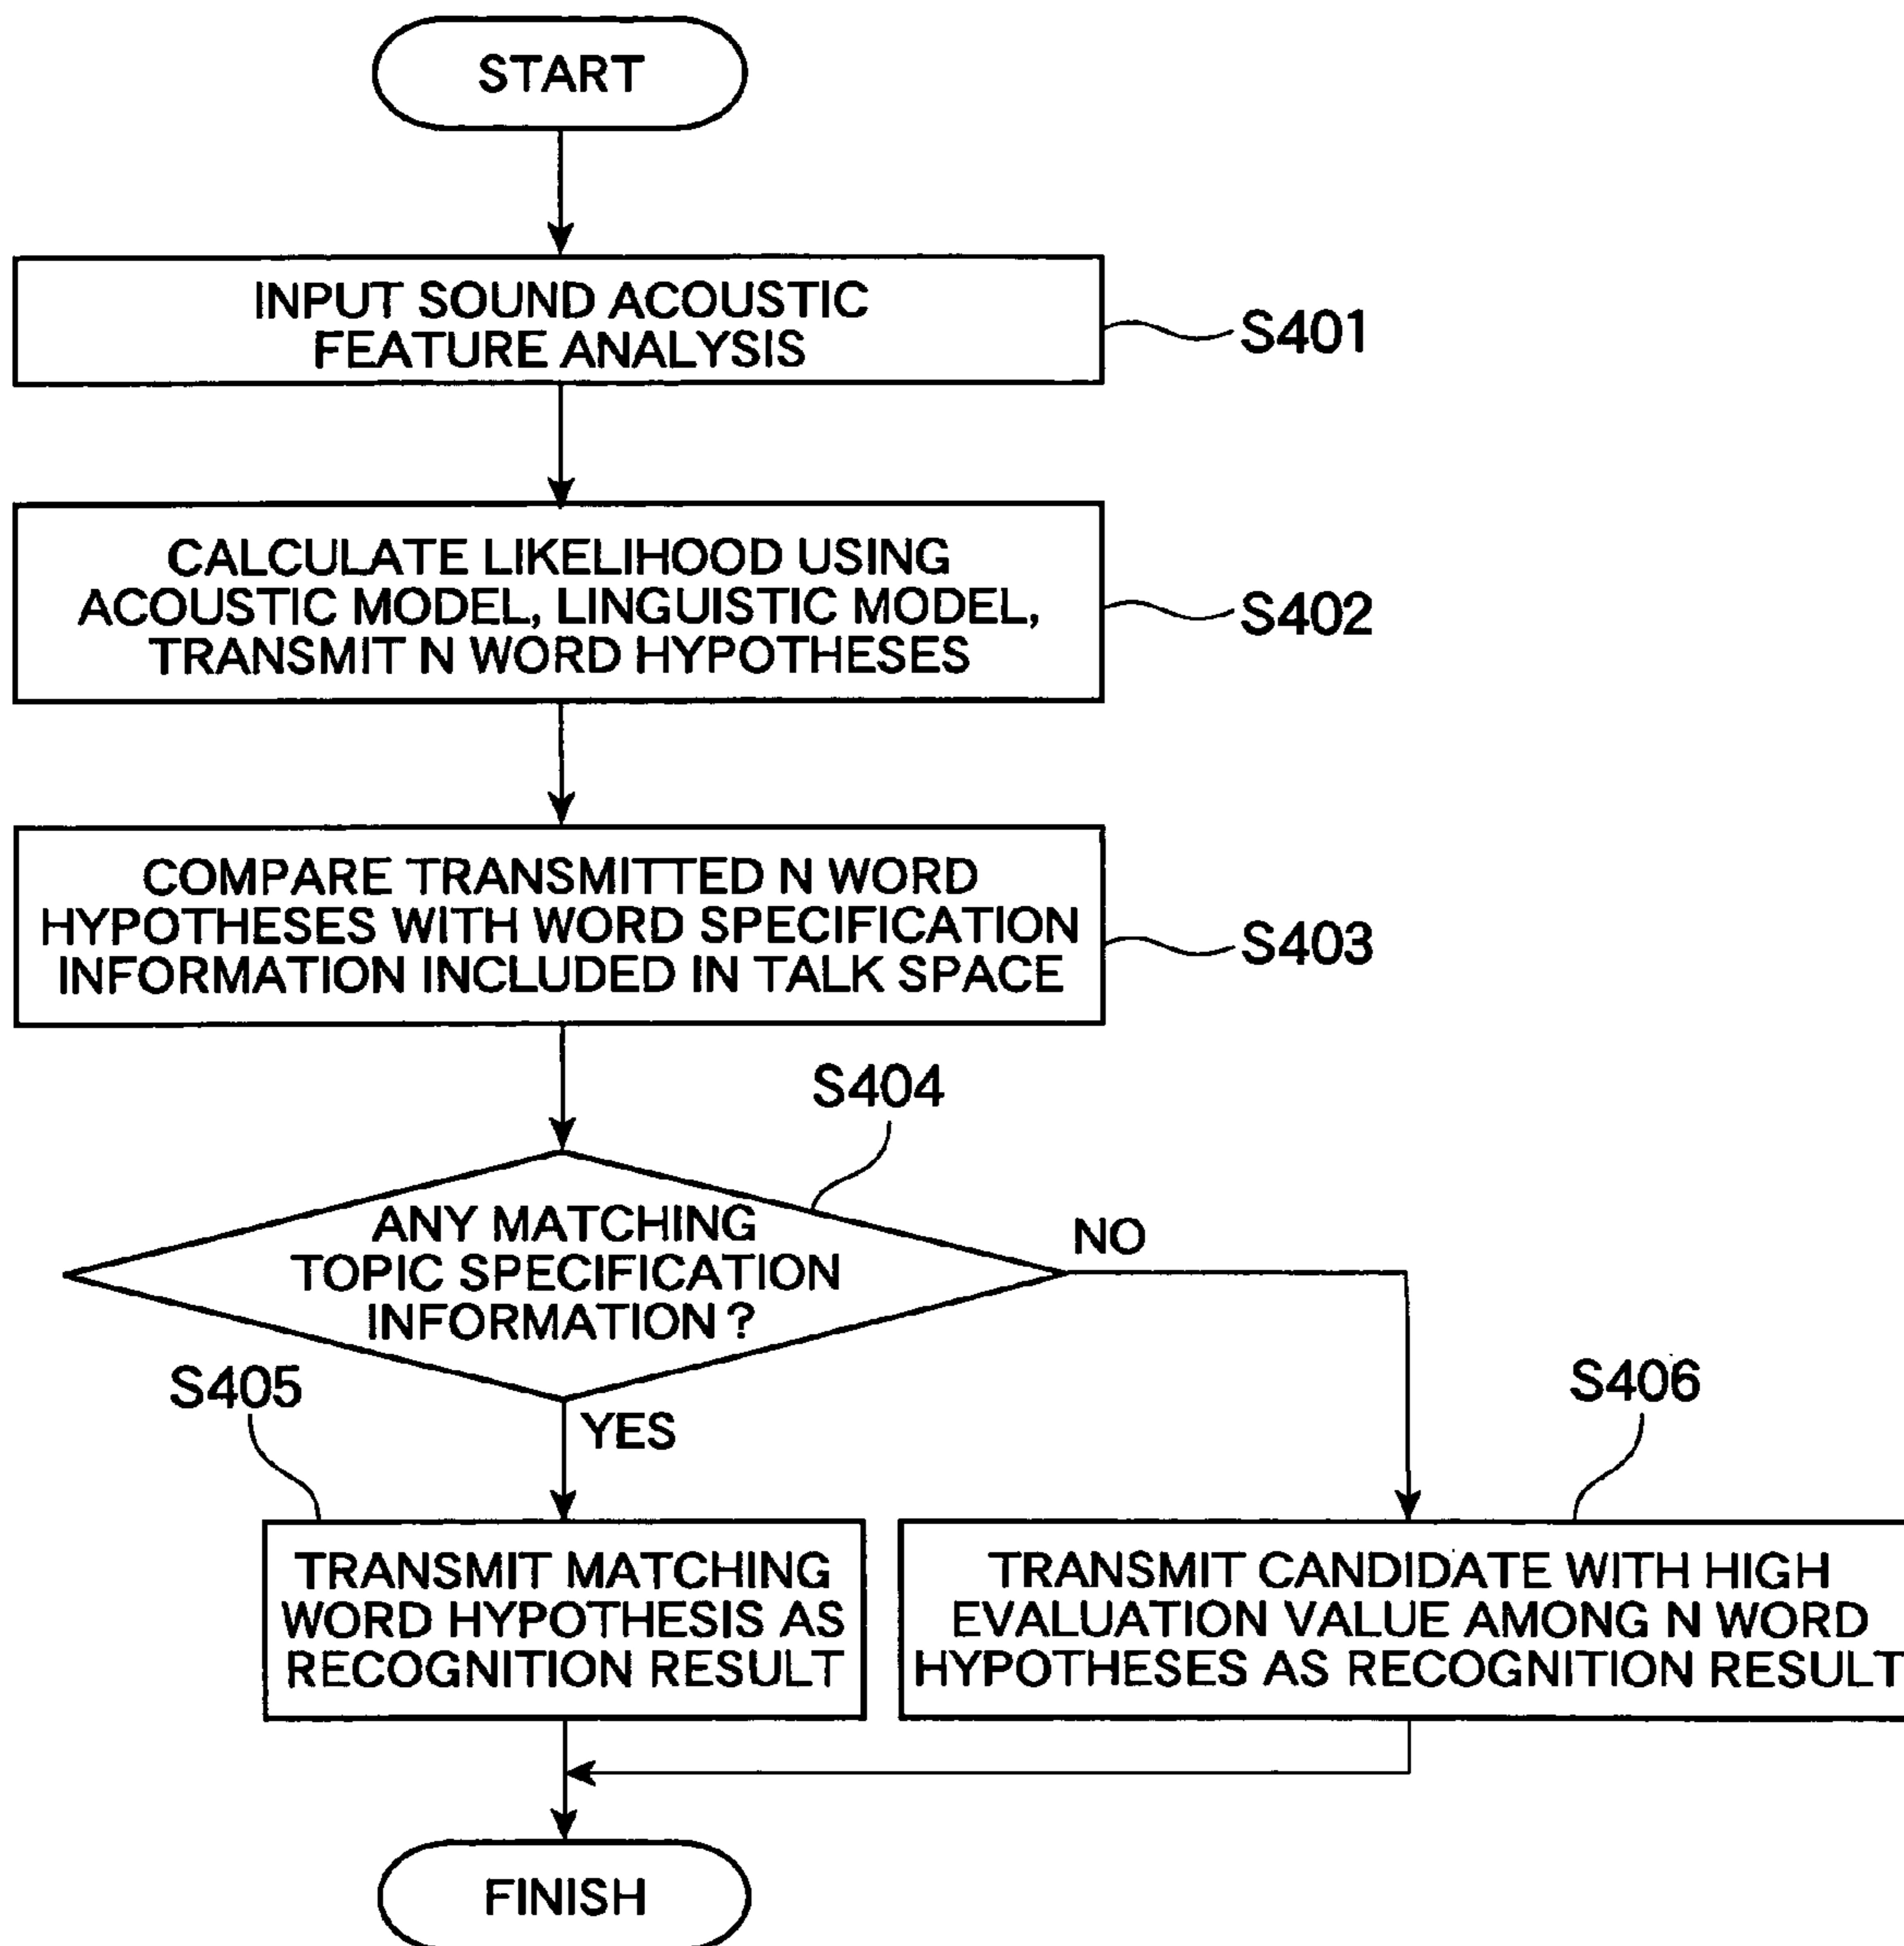 START
INPUT SOUND ACOUSTIC
FEATURE ANALYSIS
S401
CALCULATE LIKELIHOOD USING
ACOUSTIC MODEL, LINGUISTIC MODEL,
TRANSMIT N WORD HYPOTHESES
S402
COMPARE TRANSMITTED N WORD
HYPOTHESES WITH WORD SPECIFICATION
INFORMATION INCLUDED IN TALK SPACE
S403
S404
ANY MATCHING
TOPIC SPECIFICATION
INFORMATION?
NO
YES
S405
TRANSMIT MATCHING
WORD HYPOTHESIS AS
RECOGNITION RESULT
S406
TRANSMIT CANDIDATE WITH HIGH
EVALUATION VALUE AMONG N WORD
HYPOTHESES AS RECOGNITION RESULT
FINISH